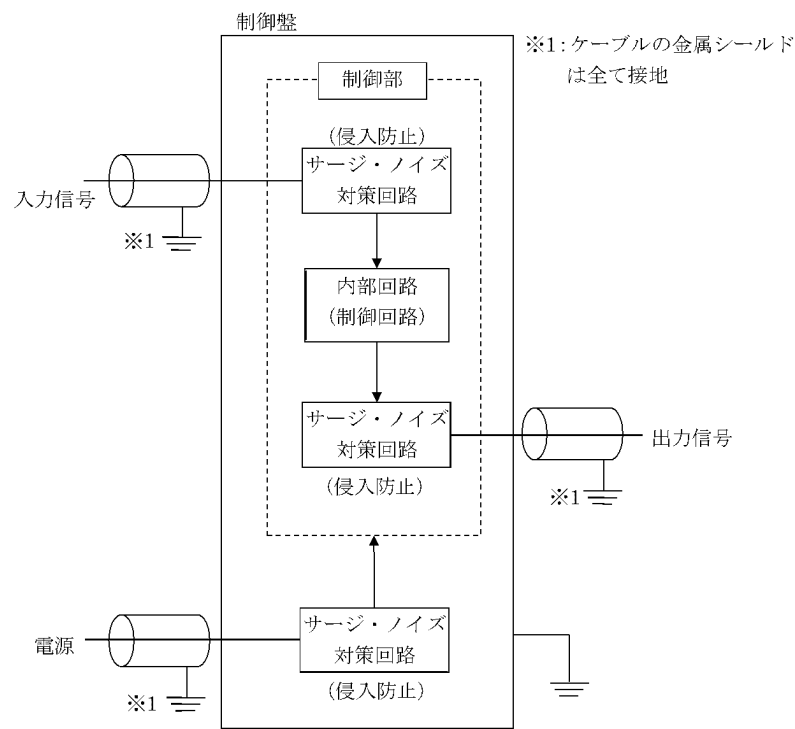 制御盤
※1:ケーブルの金属シールド
は全て接地
制御部
(侵入防止)
サージ・ノイズ
対策回路
入力信号
※1
内部回路
(制御回路)
サージ・ノイズ
対策回路
(侵入防止)
出力信号
※1
電源
サージ・ノイズ
対策回路
(侵入防止)
※1